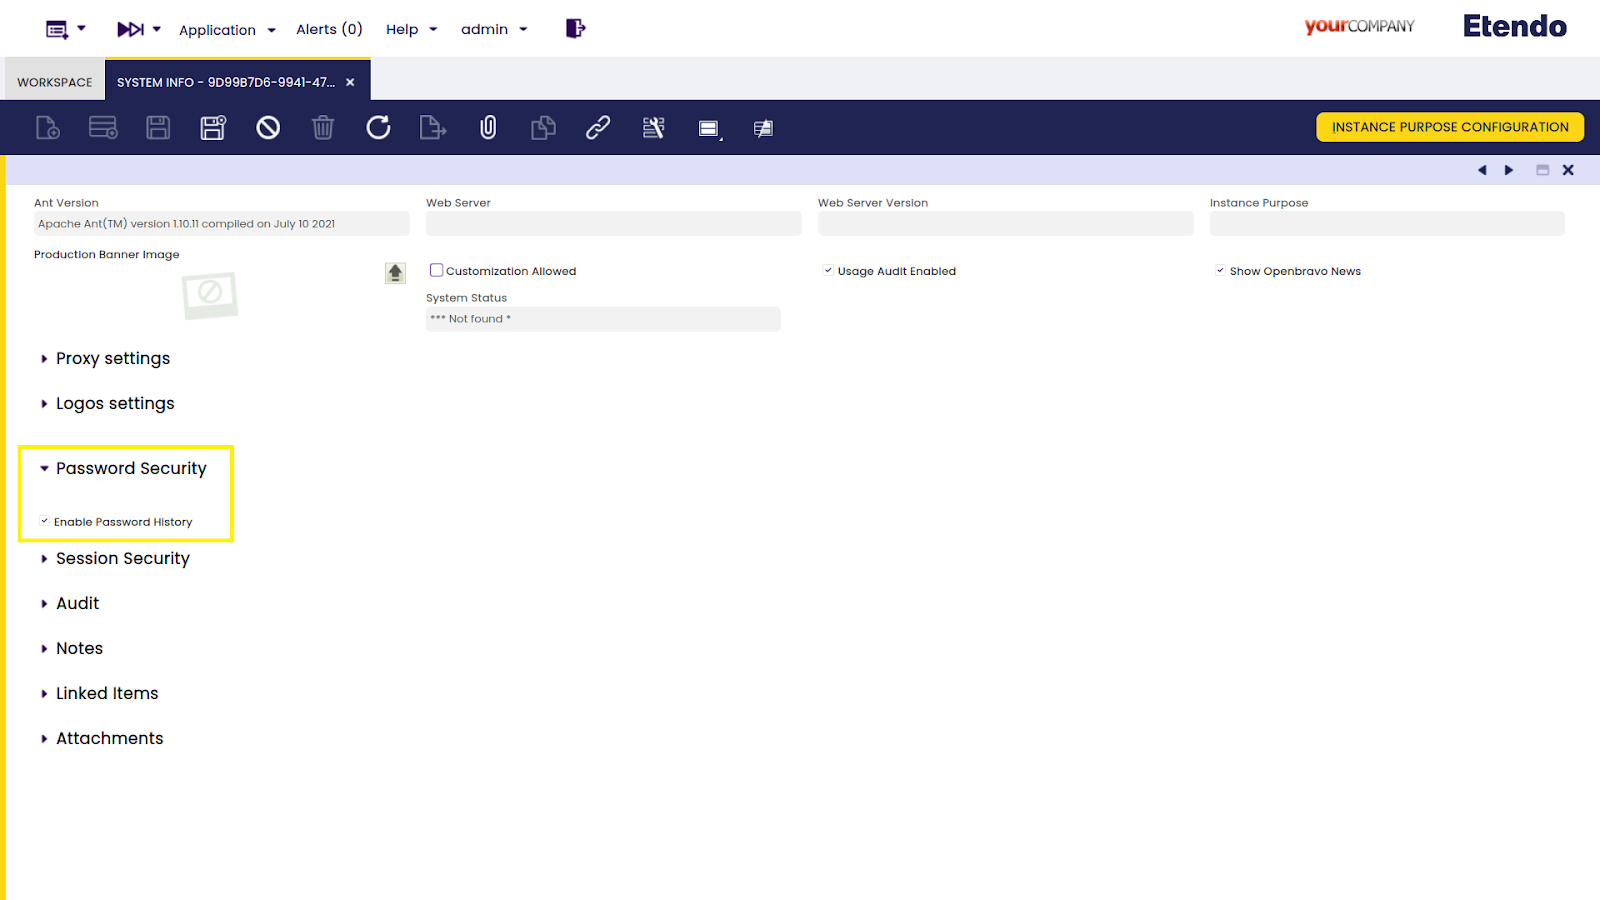 Application
Alerts (0)
Help
admin
yourCOMPANY
Etendo
WORKSPACE
SYSTEM INFO - 9D99B7D6-9941-47...
INSTANCE PURPOSE CONFIGURATION
Ant Version
Web Server
Web Server Version
Instance Purpose
Apache Ant(TM) version 1.10.11 compiled on July 10 2021
Production Banner Image
Customization Allowed
Usage Audit Enabled
Show Openbravo News
System Status
*** Not found *
Proxy settings
Logos settings
Password Security
Enable Password History
Session Security
Audit
Notes
Linked Items
Attachments